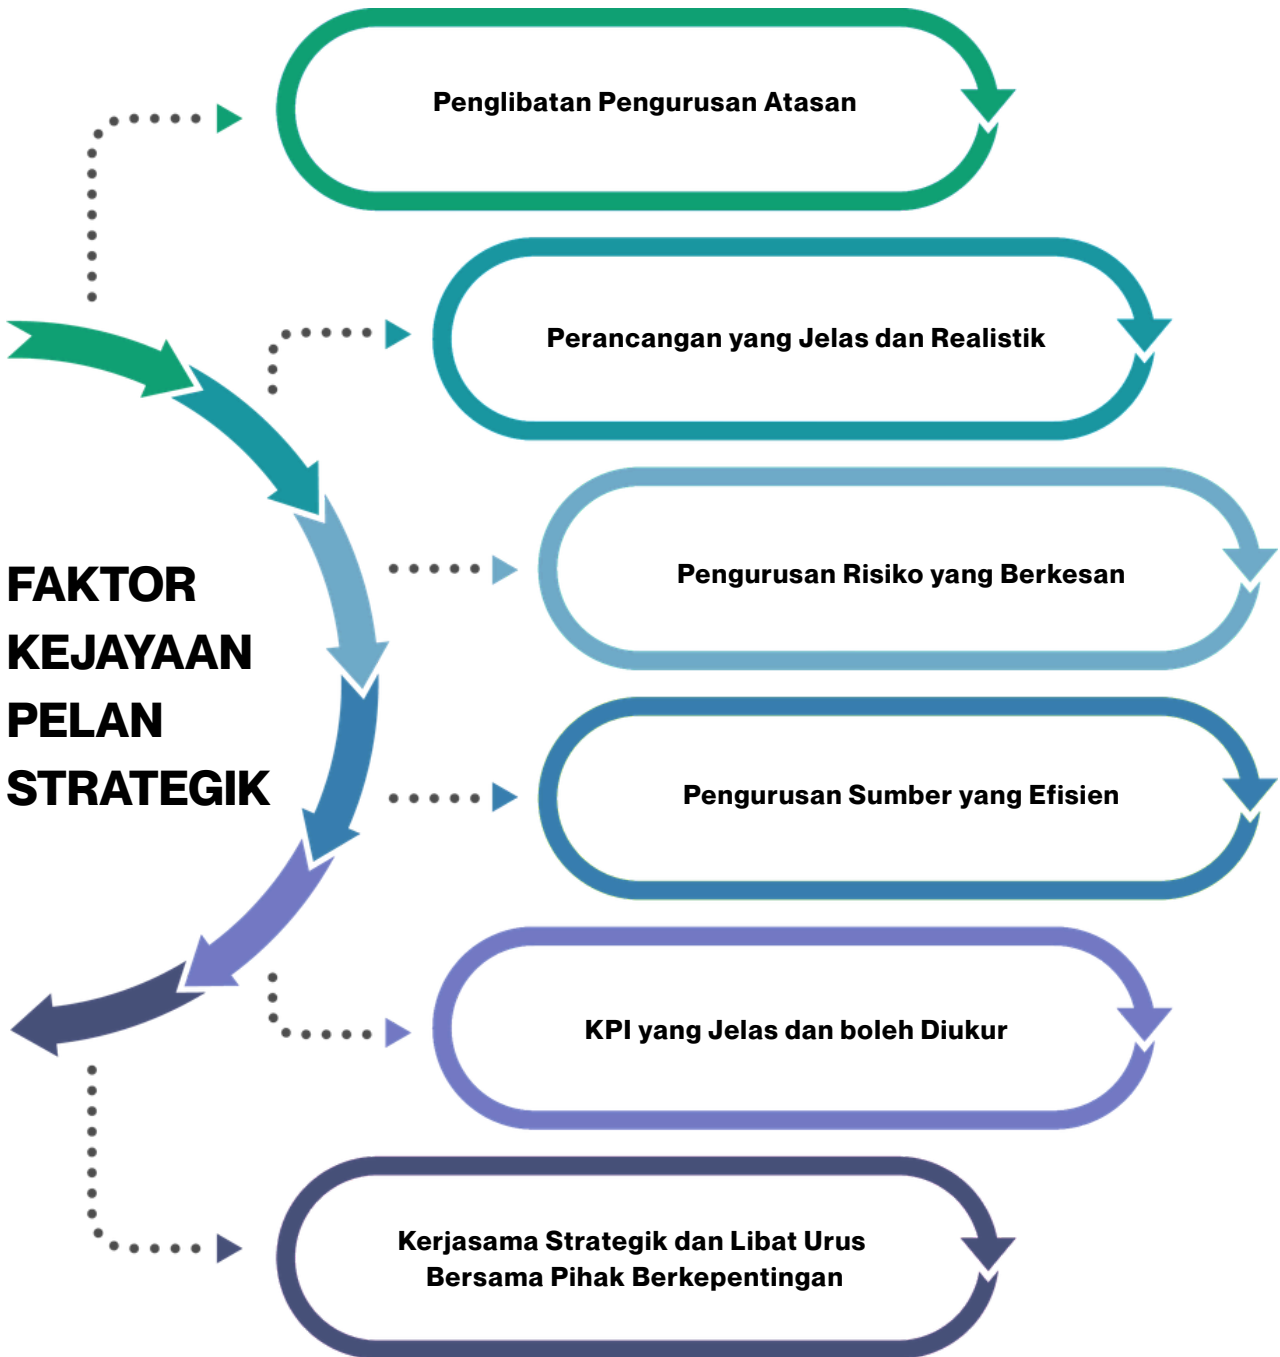 Penglibatan Pengurusan Atasan
Perancangan yang Jelas dan Realistik
Pengurusan Risiko yang Berkesan
FAKTOR
KEJAYAAN
PELAN
STRATEGIK
Pengurusan Sumber yang Efisien
KPI yang Jelas dan boleh Diukur
Kerjasama Strategik dan Libat Urus
Bersama Pihak Berkepentingan